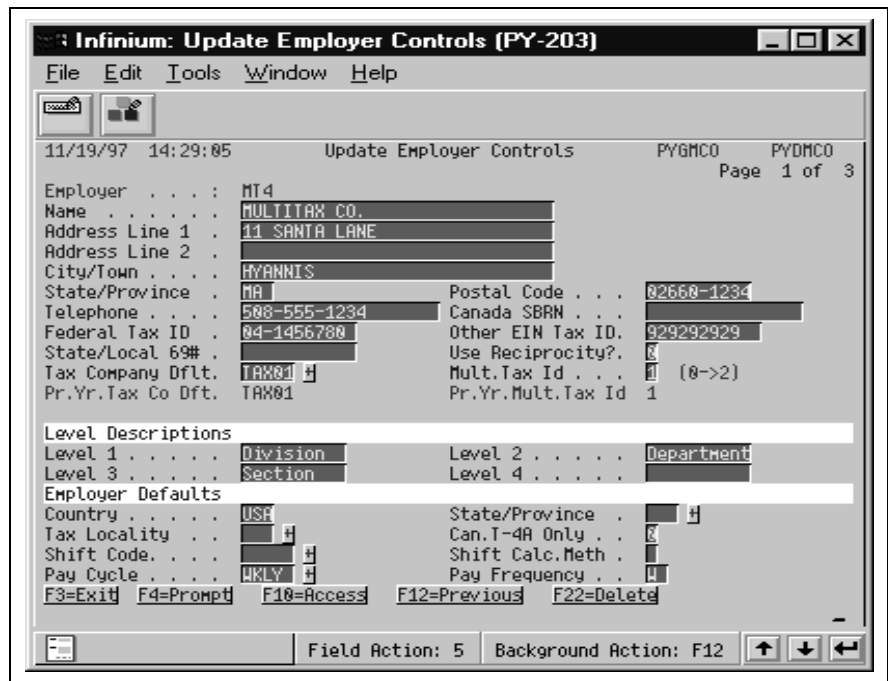 Infinium: Update Employer Controls (PY-203)
File Edit Tools Window Help
11/19/97 14:29:05 Update Employer Controls PYGMCO PYDMCO
Page 1 of 3
Employer . . . : MT4
Name . . . . . . MULTITAX CO.
Address Line 1 . 11 SANTA LANE
Address Line 2 .
City/Town . . . . HYANNIS
State/Province . MA Postal Code . . . 02660-1234
Telephone . . . . 508-555-1234 Canada SBRN . . .
Federal Tax ID . 04-1456780 Other EIN Tax ID. 929292929
State/Local 69# . Use Reciprocity?.
Tax Company Dflt. TAX01 + Mult.Tax Id . . . 1 (0->2)
Pr.Yr.Tax Co Dft. TAX01 Pr.Yr.Mult.Tax Id 1
Level Descriptions
Level 1 . . . . . Division Level 2 . . . . . Department
Level 3 . . . . . Section Level 4 . . . . .
Employer Defaults
Country . . . . . USA State/Province . +
Tax Locality . . + Can.T-4A Only . .
Shift Code. . . . + Shift Calc.Meth .
Pay Cycle . . . . WKLY + Pay Frequency . . W
F3=Exit F4=Prompt F10=Access F12=Previous F22=Delete
Field Action: 5 Background Action: F12